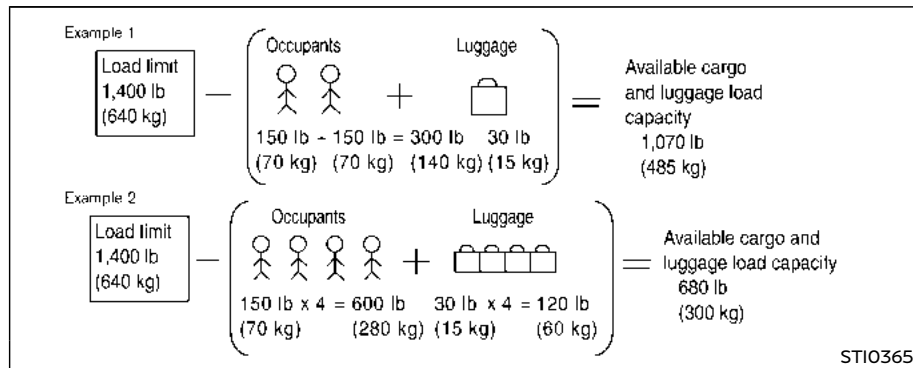 Example 1
Load limit
1,400 lb
(640 kg)
Occupants
Luggage
150 lb - 150 lb = 300 lb 30 lb
(70 kg) (70 kg) (140 kg) (15 kg)
Available cargo
and luggage load
capacity
1,070 lb
(485 kg)
Example 2
Load limit
1,400 lb
(640 kg)
Occupants
Luggage
150 lb x 4 = 600 lb 30 lb x 4 = 120 lb
(70 kg) (280 kg) (15 kg) (60 kg)
Available cargo and
luggage load capacity
680 lb
(300 kg)
STI0365